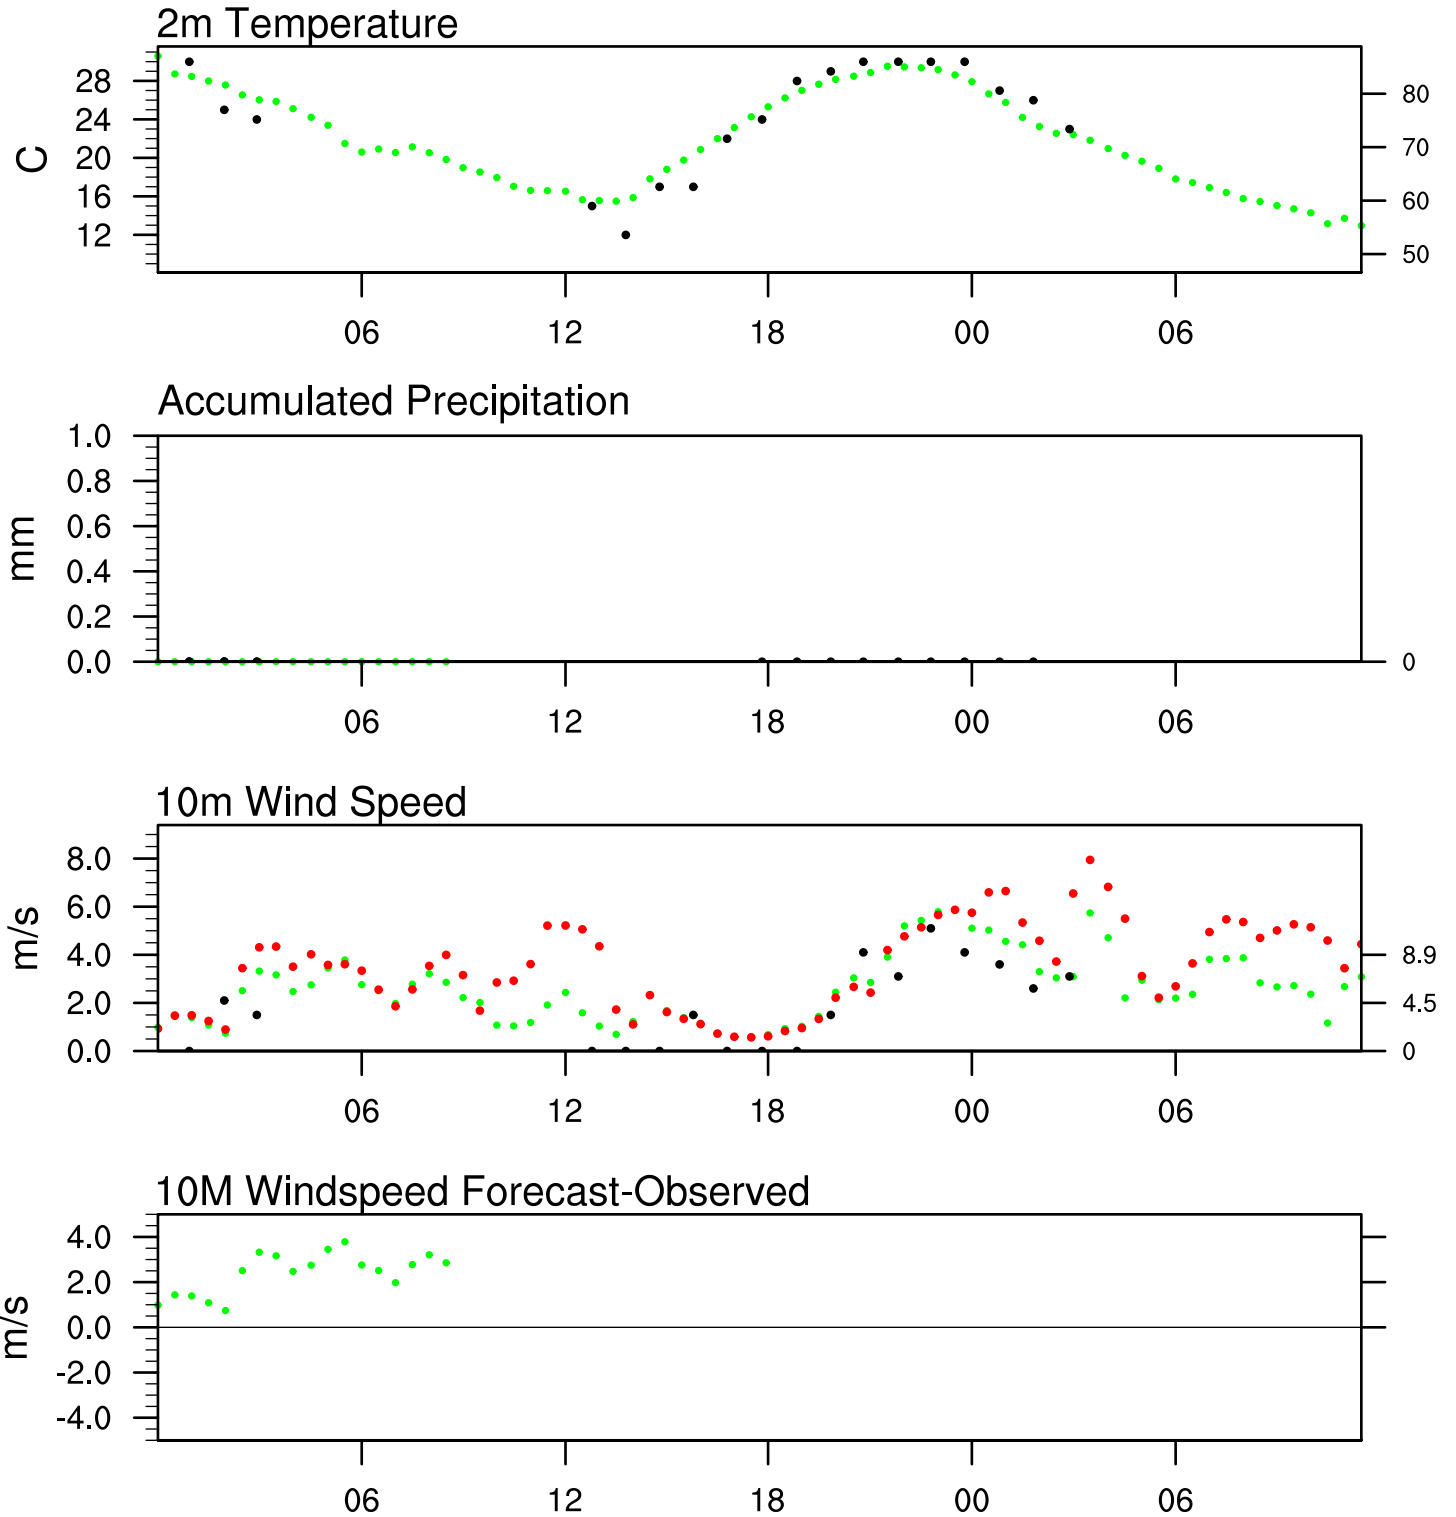 2m Temperature
28
24
20
16
12
C
80
70
60
50
06 12 18 00 06
Accumulated Precipitation
1.0
0.8
0.6
0.4
0.2
0.0
mm
0
06 12 18 00 06
10m Wind Speed
8.0
6.0
4.0
2.0
0.0
m/s
8.9
4.5
0
06 12 18 00 06
10M Windspeed Forecast-Observed
4.0
2.0
0.0
-2.0
-4.0
m/s
06 12 18 00 06